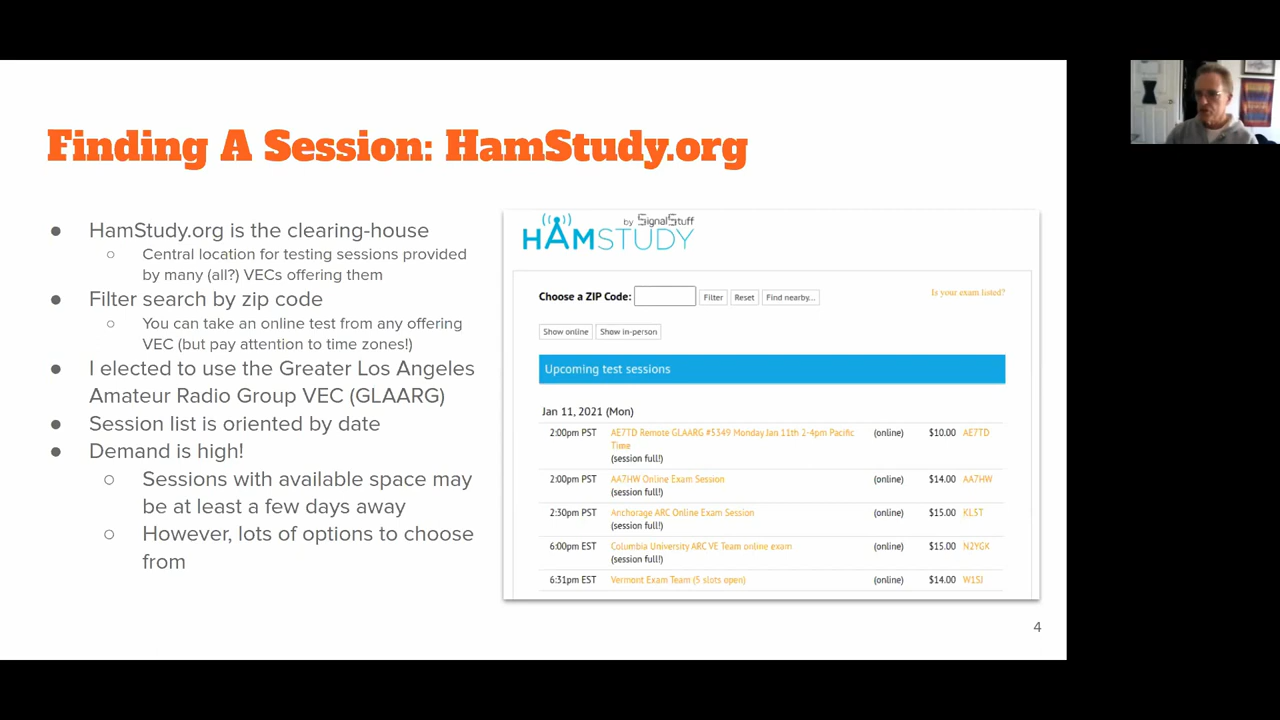 Finding A Session: HamStudy.org
● HamStudy.org is the clearing-house
○ Central location for testing sessions provided
by many (all?) VECs offering them
● Filter search by zip code
○ You can take an online test from any offering
VEC (but pay attention to time zones!)
● I elected to use the Greater Los Angeles
Amateur Radio Group VEC (GLAARG)
● Session list is oriented by date
● Demand is high!
○ Sessions with available space may
be at least a few days away
○ However, lots of options to choose
from
by SignalStuff
HAMSTUDY
Choose a ZIP Code: Filter Reset Find nearby...
Is your exam listed?
Show online Show in-person
Upcoming test sessions
Jan 11, 2021 (Mon)
2:00pm PST AE7TD Remote GLAARG #5349 Monday Jan 11th 2-4pm Pacific (online) $10.00 AE7TD
Time
(session full!)
2:00pm PST AA7HW Online Exam Session (online) $14.00 AA7HW
(session full!)
2:30pm PST Anchorage ARC Online Exam Session (online) $15.00 KL5T
(session full!)
6:00pm EST Columbia University ARC VE Team online exam (online) $15.00 N2YGK
(session full!)
6:31pm EST Vermont Exam Team (5 slots open) (online) $14.00 W1SJ
4